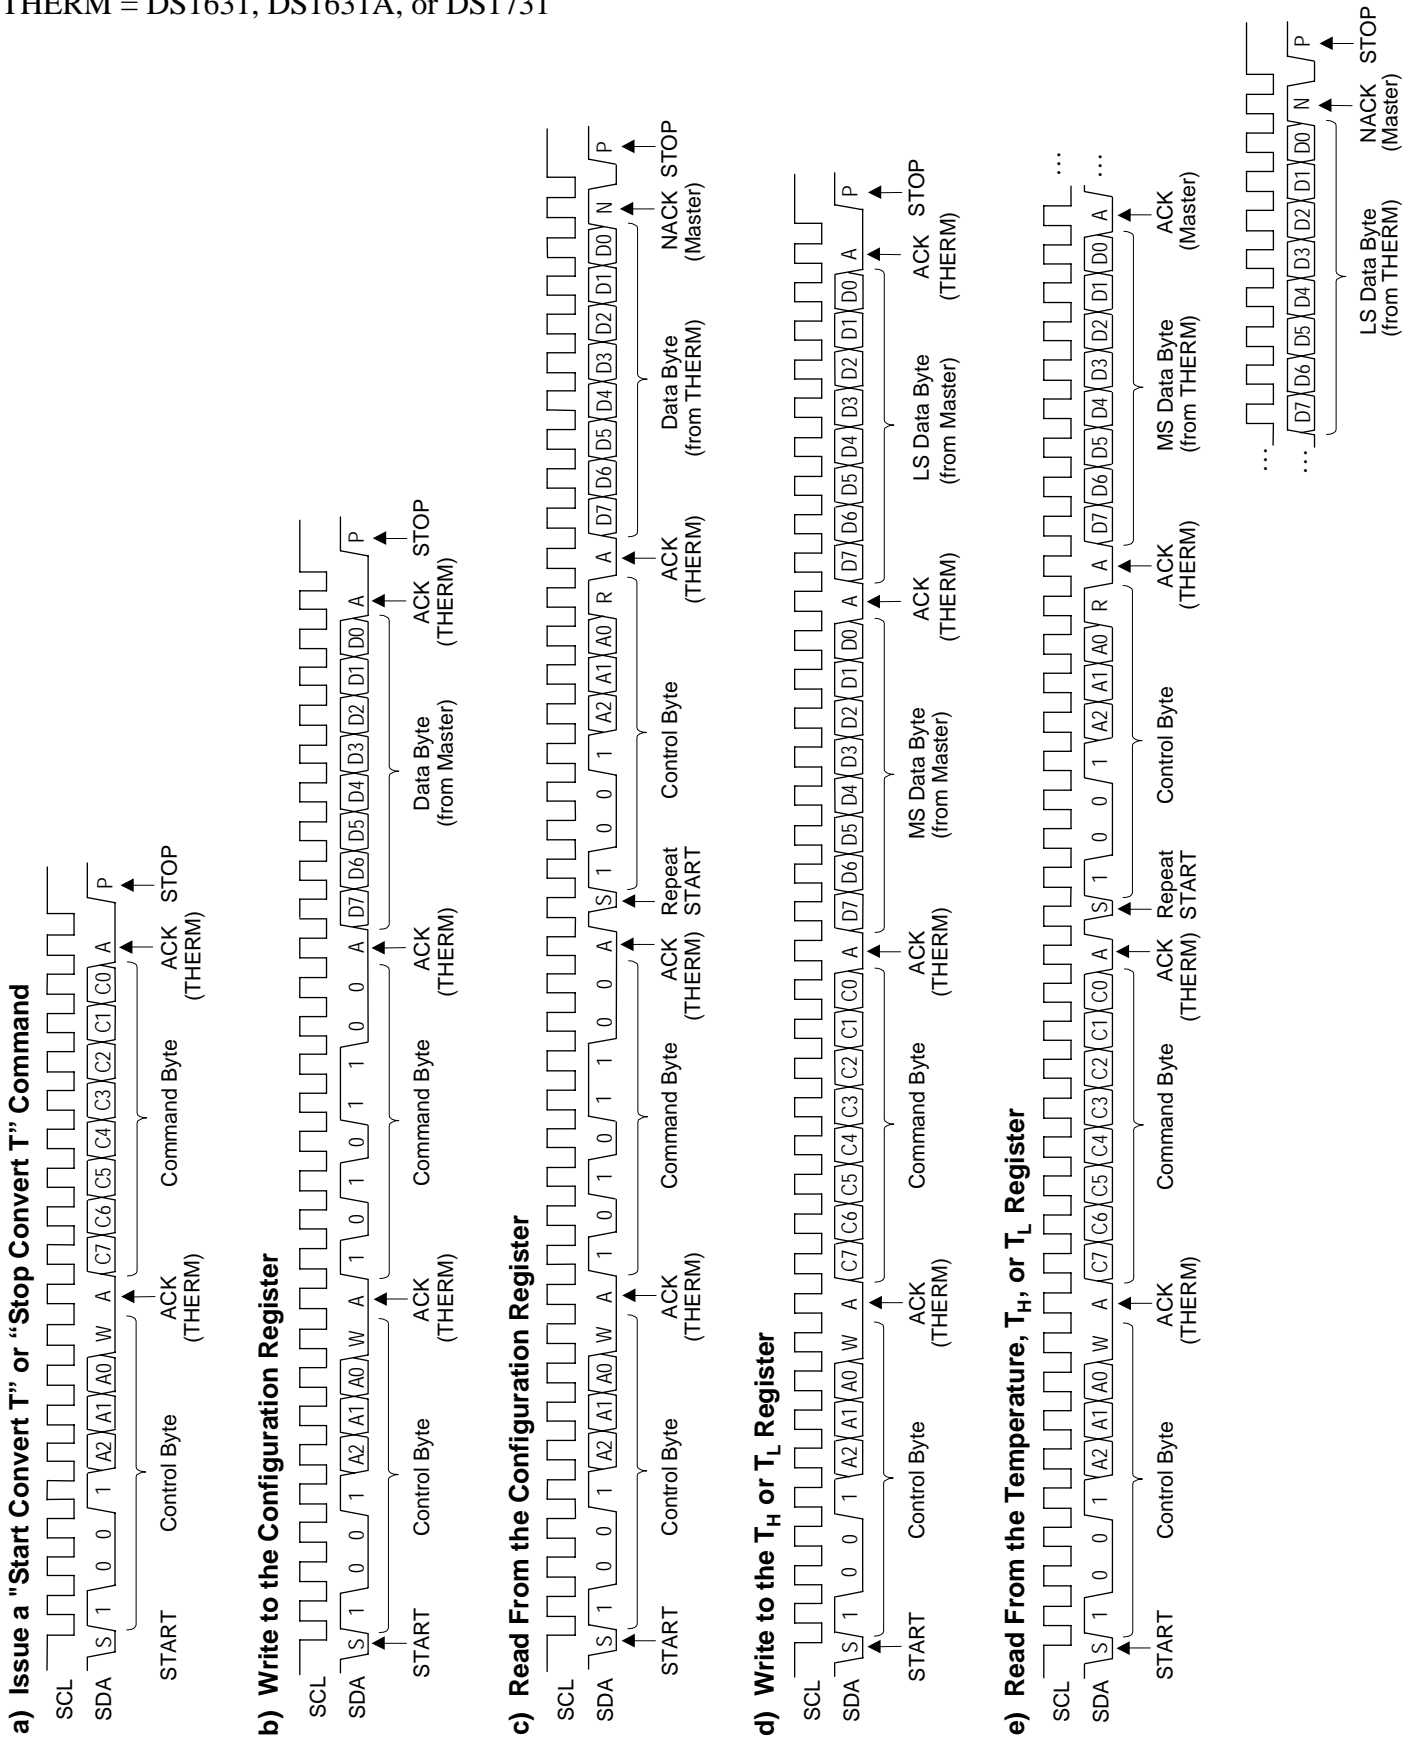 THERM = DS1631, DS1631A, or DS1731
a) Issue a "Start Convert T” or “Stop Convert T” Command
SCL
SDA S 1 0 0 1 A2 A1 A0 W A C7 C6 C5 C4 C3 C2 C1 C0 A P
START Control Byte ACK (THERM) Command Byte ACK (THERM) STOP
b) Write to the Configuration Register
SCL
SDA S 1 0 0 1 A2 A1 A0 W A 1 0 1 0 1 1 0 0 A D7 D6 D5 D4 D3 D2 D1 D0 A P
START Control Byte ACK (THERM) Command Byte ACK (THERM) Data Byte (from Master) ACK (THERM) STOP
c) Read From the Configuration Register
SCL
SDA S 1 0 0 1 A2 A1 A0 W A 1 0 1 0 1 1 0 0 A S 1 0 0 1 A2 A1 A0 R A D7 D6 D5 D4 D3 D2 D1 D0 N P
START Control Byte ACK (THERM) Command Byte ACK (THERM) Repeat START Control Byte ACK (THERM) Data Byte (from THERM) NACK (Master) STOP
d) Write to the TH or TL Register
SCL
SDA S 1 0 0 1 A2 A1 A0 W A C7 C6 C5 C4 C3 C2 C1 C0 A D7 D6 D5 D4 D3 D2 D1 D0 A D7 D6 D5 D4 D3 D2 D1 D0 A P
START Control Byte ACK (THERM) Command Byte ACK (THERM) MS Data Byte (from Master) ACK (THERM) LS Data Byte (from Master) ACK (THERM) STOP
e) Read From the Temperature, TH, or TL Register
SCL ...
SDA S 1 0 0 1 A2 A1 A0 W A C7 C6 C5 C4 C3 C2 C1 C0 A S 1 0 0 1 A2 A1 A0 R A D7 D6 D5 D4 D3 D2 D1 D0 A ...
START Control Byte ACK (THERM) Command Byte ACK (THERM) Repeat START Control Byte ACK (THERM) MS Data Byte (from THERM) ACK (Master)
...
... D7 D6 D5 D4 D3 D2 D1 D0 N P
LS Data Byte (from THERM) NACK (Master) STOP